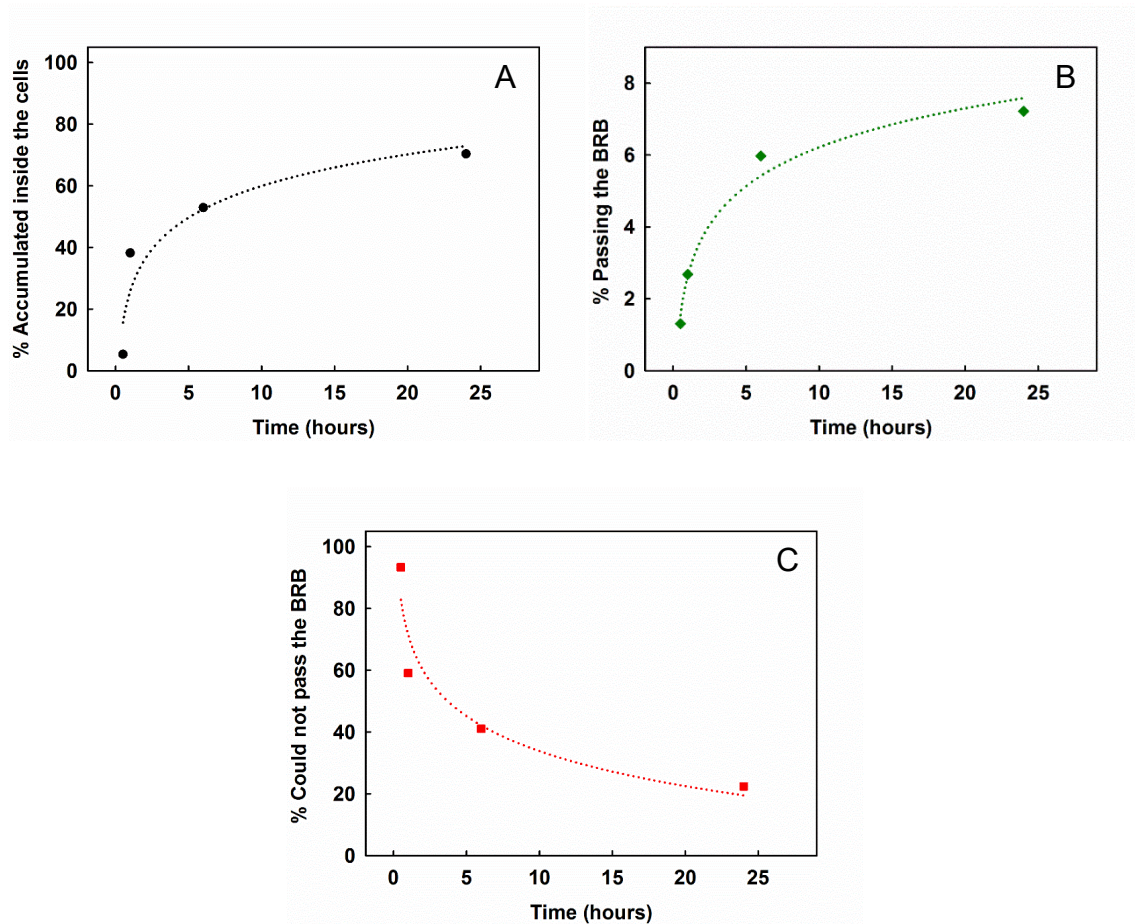 A
% Accumulated inside the cells
100
80
60
40
20
0
0 5 10 15 20 25
Time (hours)
B
% Passing the BRB
8
6
4
2
0
0 5 10 15 20 25
Time (hours)
C
% Could not pass the BRB
100
80
60
40
20
0
0 5 10 15 20 25
Time (hours)